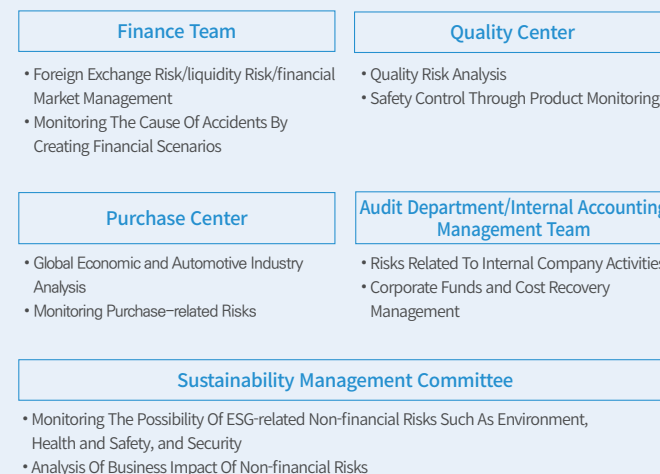 Finance Team
• Foreign Exchange Risk/liquidity Risk/financial
Market Management
• Monitoring The Cause Of Accidents By
Creating Financial Scenarios
Quality Center
• Quality Risk Analysis
• Safety Control Through Product Monitoring
Purchase Center
• Global Economic and Automotive Industry
Analysis
• Monitoring Purchase-related Risks
Audit Department/Internal Accounting
Management Team
• Risks Related To Internal Company Activities
• Corporate Funds and Cost Recovery
Management
Sustainability Management Committee
• Monitoring The Possibility Of ESG-related Non-financial Risks Such As Environment,
Health and Safety, and Security
• Analysis Of Business Impact Of Non-financial Risks